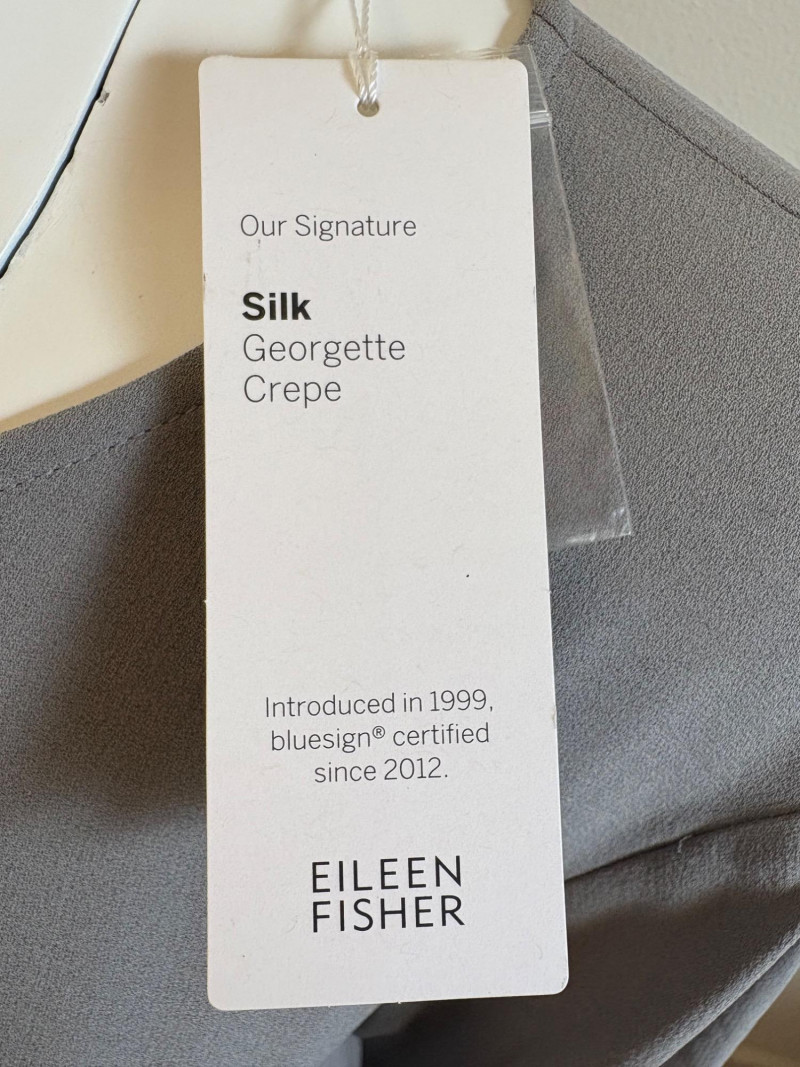 Our Signature
Silk
Georgette
Crepe
Introduced in 1999,
bluesign® certified
since 2012.
EILEEN
FISHER